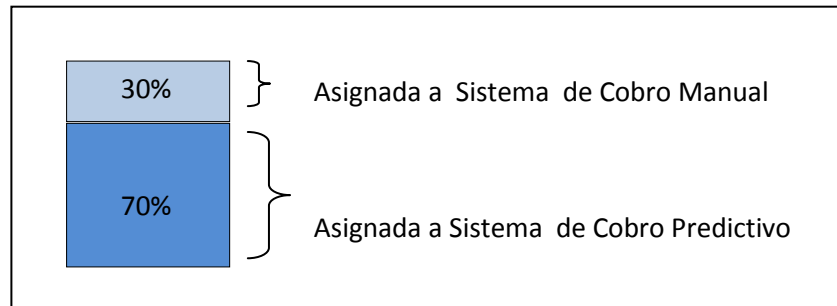 30%
Asignada a Sistema de Cobro Manual
70%
Asignada a Sistema de Cobro Predictivo